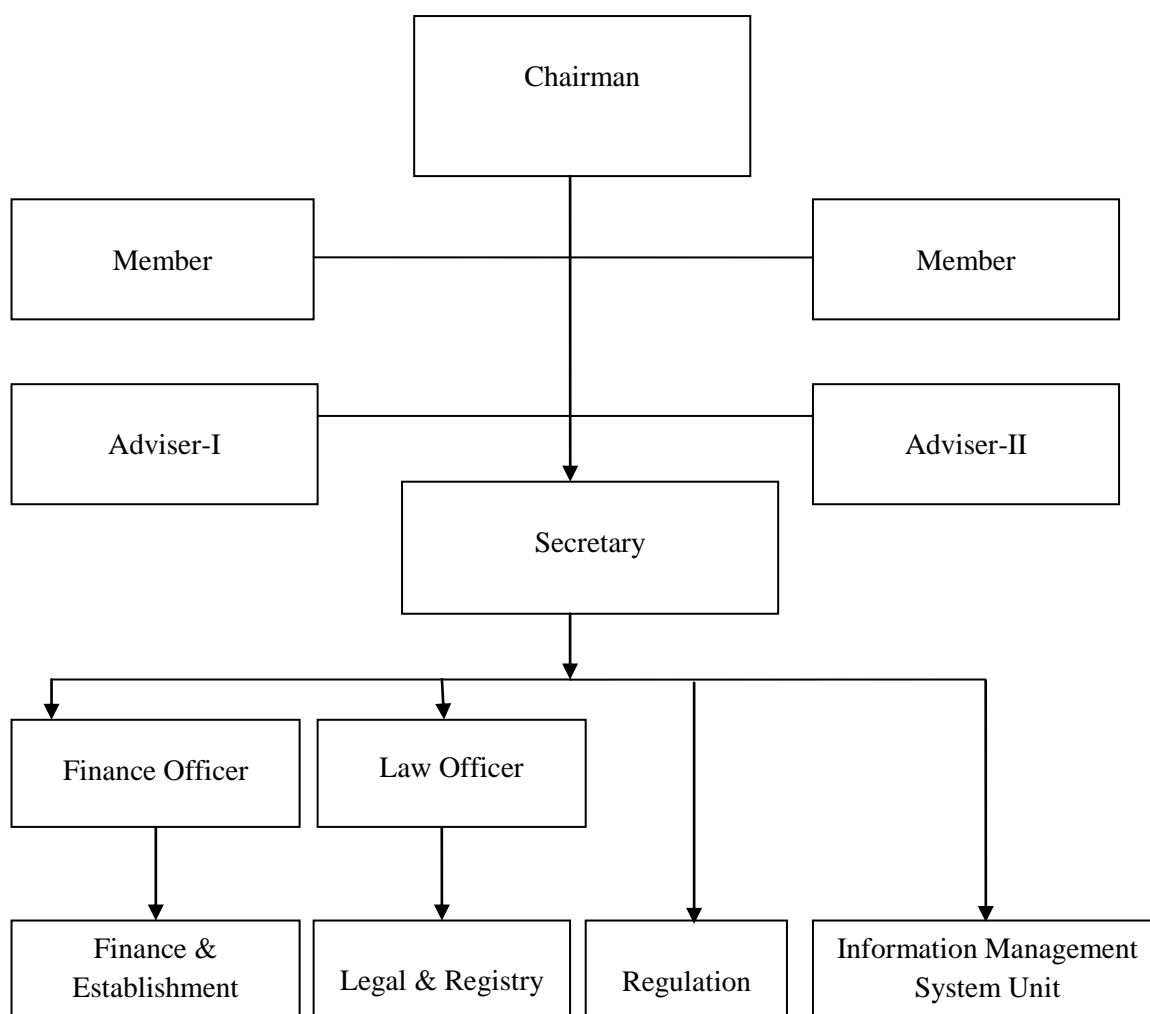 Chairman
Member
Member
Adviser-I
Adviser-II
Secretary
Finance Officer
Law Officer
Finance &
Establishment
Legal & Registry
Regulation
Information Management
System Unit